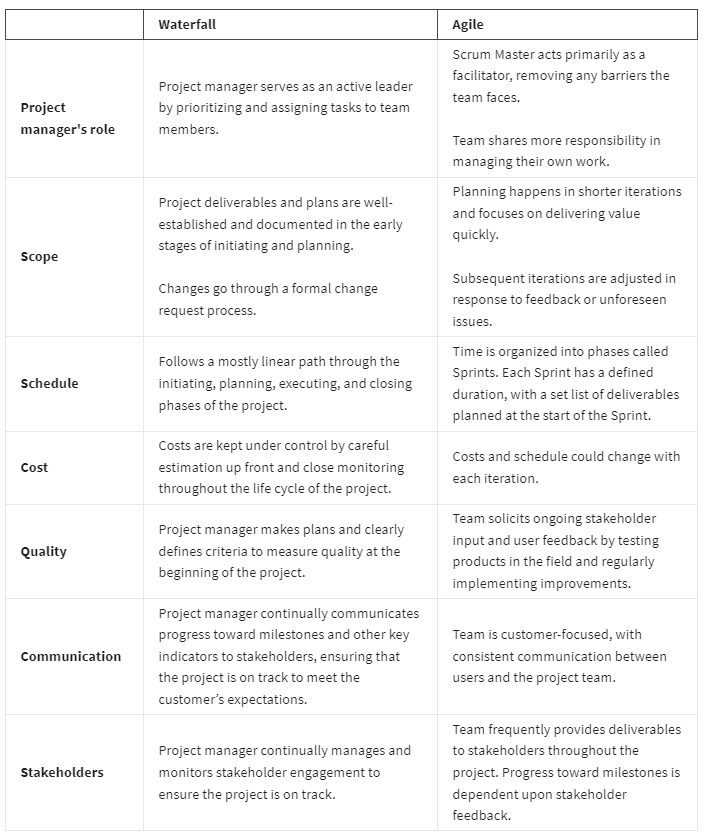 Waterfall
Agile
Project
manager's role
Project manager serves as an active leader
by prioritizing and assigning tasks to team
members.
Scrum Master acts primarily as a
facilitator, removing any barriers the
team faces.
Team shares more responsibility in
managing their own work.
Scope
Project deliverables and plans are well-
established and documented in the early
stages of initiating and planning.
Changes go through a formal change
request process.
Planning happens in shorter iterations
and focuses on delivering value
quickly.
Subsequent iterations are adjusted in
response to feedback or unforeseen
issues.
Schedule
Follows a mostly linear path through the
initiating, planning, executing, and closing
phases of the project.
Time is organized into phases called
Sprints. Each Sprint has a defined
duration, with a set list of deliverables
planned at the start of the Sprint.
Cost
Costs are kept under control by careful
estimation up front and close monitoring
throughout the life cycle of the project.
Costs and schedule could change with
each iteration.
Quality
Project manager makes plans and clearly
defines criteria to measure quality at the
beginning of the project.
Team solicits ongoing stakeholder
input and user feedback by testing
products in the field and regularly
implementing improvements.
Communication
Project manager continually communicates
progress toward milestones and other key
indicators to stakeholders, ensuring that
the project is on track to meet the
customer’s expectations.
Team is customer-focused, with
consistent communication between
users and the project team.
Stakeholders
Project manager continually manages and
monitors stakeholder engagement to
ensure the project is on track.
Team frequently provides deliverables
to stakeholders throughout the
project. Progress toward milestones is
dependent upon stakeholder
feedback.